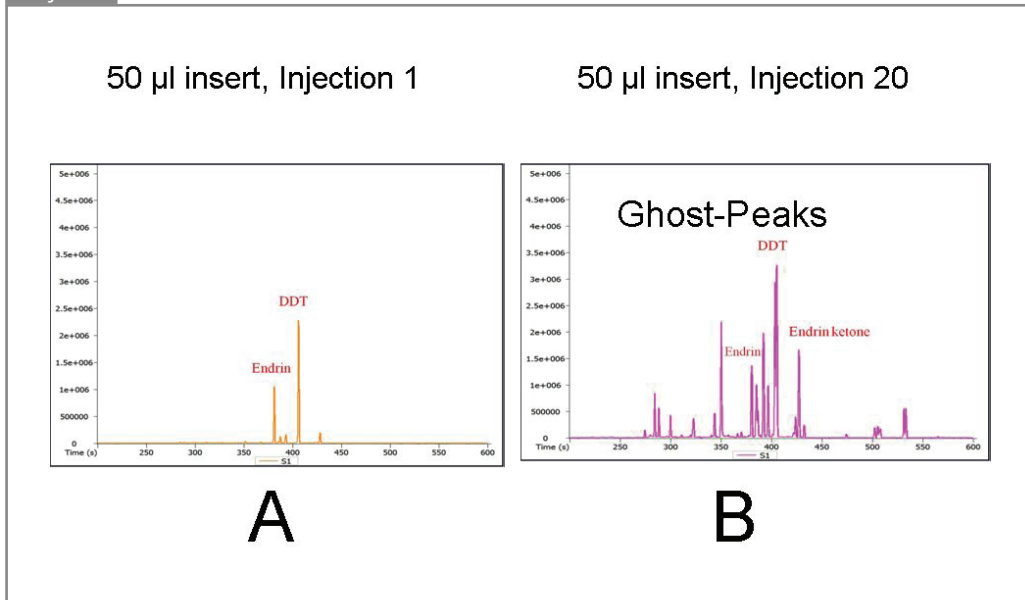 50 µl insert, Injection 1
50 µl insert, Injection 20
5e+006
4.5e+006
4e+006
3.5e+006
3e+006
2.5e+006
2e+006
1.5e+006
1e+006
500000
0
Time (s)
250
300
350
400
450
500
550
600
S1
Endrin
DDT
5e+006
4.5e+006
4e+006
3.5e+006
3e+006
2.5e+006
2e+006
1.5e+006
1e+006
500000
0
Time (s)
250
300
350
400
450
500
550
600
S1
Ghost-Peaks
DDT
Endrin
Endrin ketone
A
B